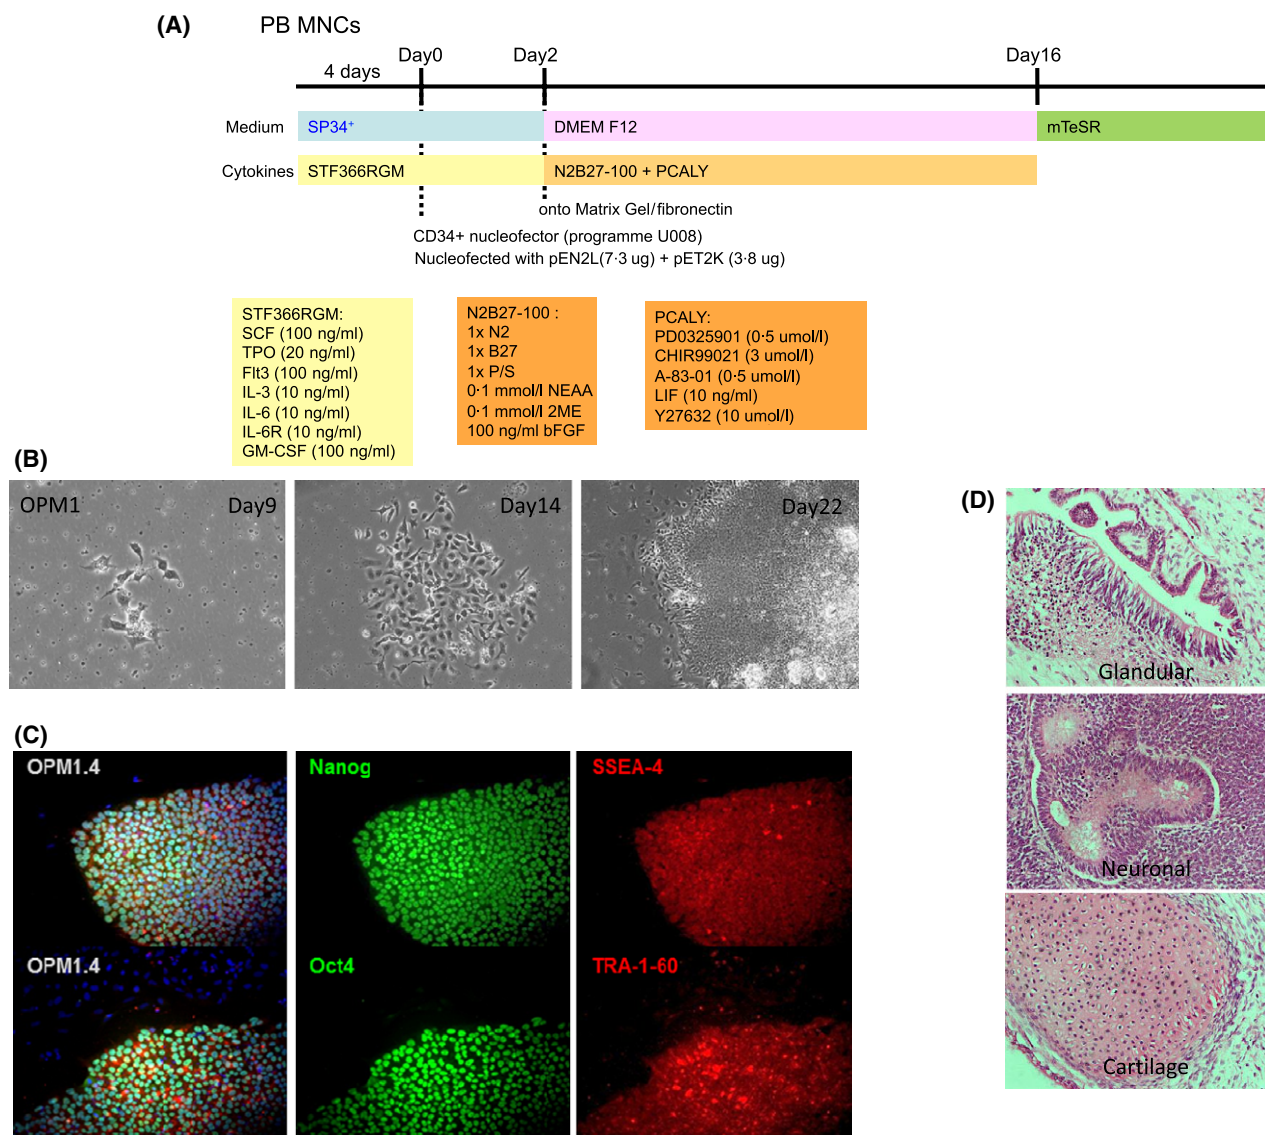 (A) PB MNCs
Day0 Day2 Day16
4 days
Medium SP34⁺ DMEM F12 mTeSR
Cytokines STF366RGM N2B27-100 + PCALY
onto Matrix Gel/fibronectin
CD34+ nucleofector (programme U008)
Nucleofected with pEN2L(7·3 ug) + pET2K (3·8 ug)
STF366RGM:
SCF (100 ng/ml)
TPO (20 ng/ml)
Flt3 (100 ng/ml)
IL-3 (10 ng/ml)
IL-6 (10 ng/ml)
IL-6R (10 ng/ml)
GM-CSF (100 ng/ml)
N2B27-100 :
1x N2
1x B27
1x P/S
0·1 mmol/l NEAA
0·1 mmol/l 2ME
100 ng/ml bFGF
PCALY:
PD0325901 (0·5 umol/l)
CHIR99021 (3 umol/l)
A-83-01 (0·5 umol/l)
LIF (10 ng/ml)
Y27632 (10 umol/l)
(B)
OPM1 Day9 Day14 Day22
(C)
OPM1.4 Nanog SSEA-4
OPM1.4 Oct4 TRA-1-60
(D)
Glandular
Neuronal
Cartilage